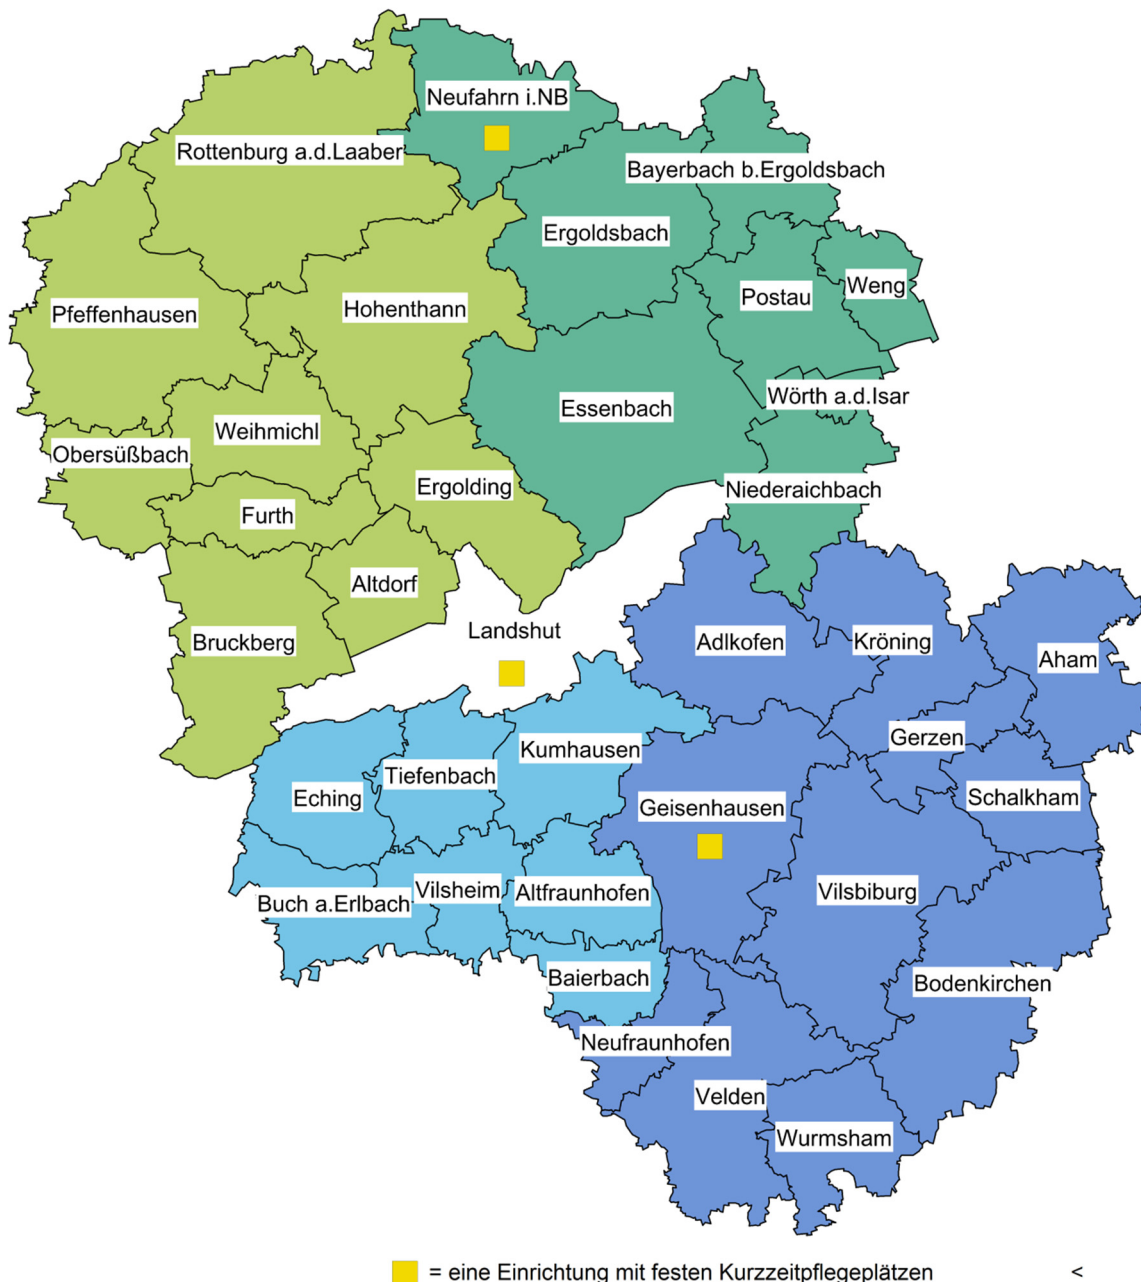 Neufahrn i.NB
Rottenburg a.d.Laaber
Bayerbach b.Ergoldsbach
Ergoldsbach
Weng
Postau
Hohenthann
Pfeffenhausen
Wörth a.d.Isar
Essenbach
Weihmichl
Obersüßbach
Ergolding
Niederaichbach
Furth
Altdorf
Landshut
Bruckberg
Adlkofen
Kröning
Aham
Gerzen
Kumhausen
Tiefenbach
Eching
Schalkham
Geisenhausen
Vilsheim
Altfraunhofen
Vilsbiburg
Buch a.Erlbach
Baierbach
Bodenkirchen
Neufraunhofen
Velden
Wurmsham
= eine Einrichtung mit festen Kurzzeitpflegeplätzen <